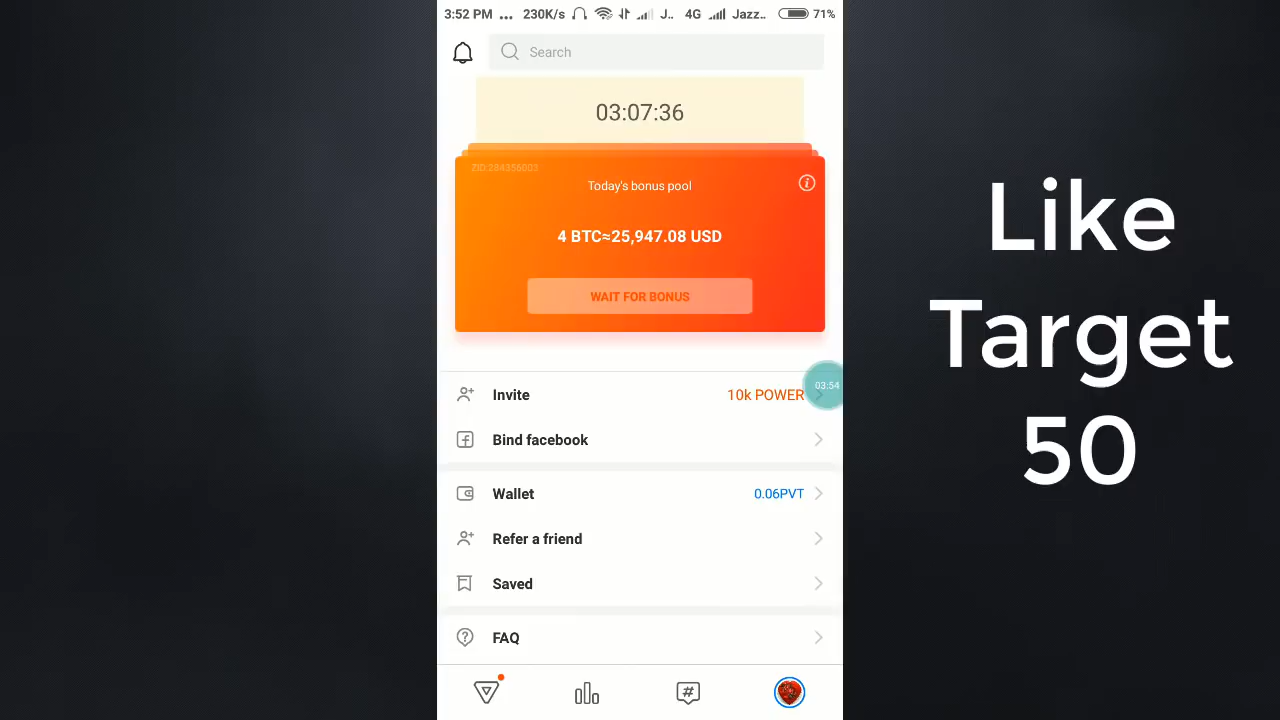 3:52 PM ... 230K/s J.. 4G Jazz.. 71%
Search
03:07:36
ZID:284356003
Today's bonus pool
4 BTC≈25,947.08 USD
WAIT FOR BONUS
Invite 10k POWER
03:54
Bind facebook
Wallet 0.06PVT
Refer a friend
Saved
FAQ
Like
Target
50